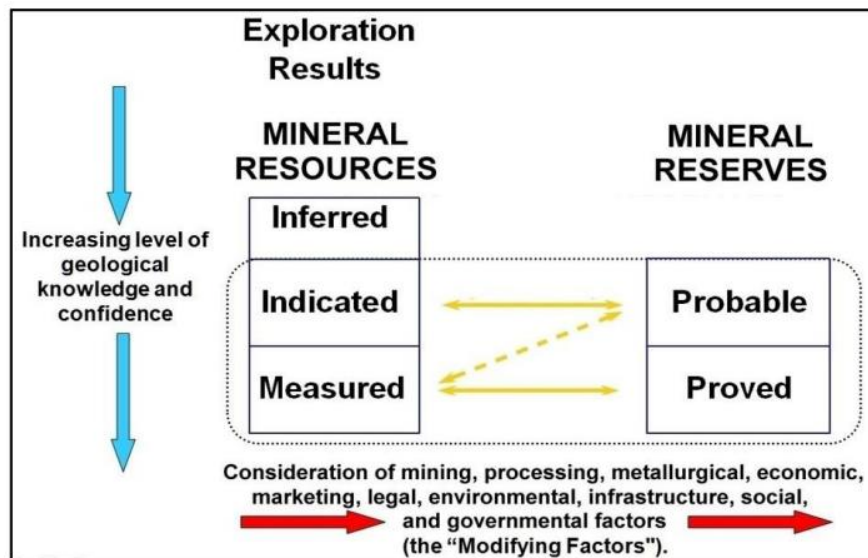 Exploration
Results
MINERAL
RESOURCES
MINERAL
RESERVES
Inferred
Increasing level of
geological
knowledge and
confidence
Indicated
Probable
Measured
Proved
Consideration of mining, processing, metallurgical, economic,
marketing, legal, environmental, infrastructure, social,
and governmental factors
(the “Modifying Factors").